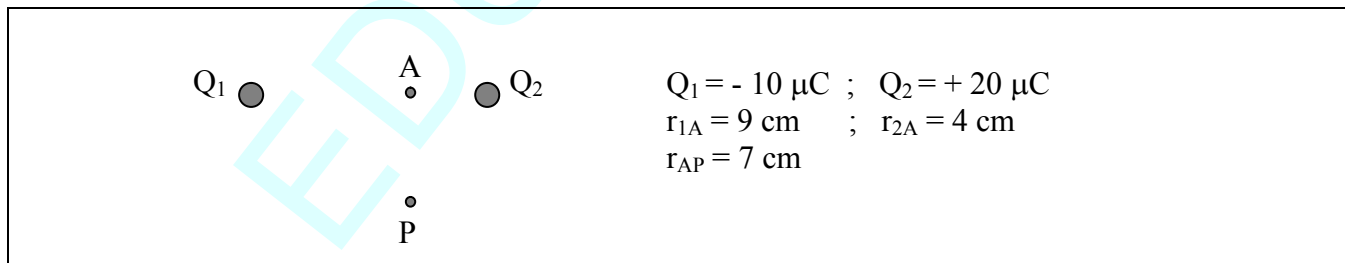 Q₁ A Q₂ Q₁ = - 10 μC ; Q₂ = + 20 μC
r₁A = 9 cm ; r₂A = 4 cm
rAP = 7 cm
P